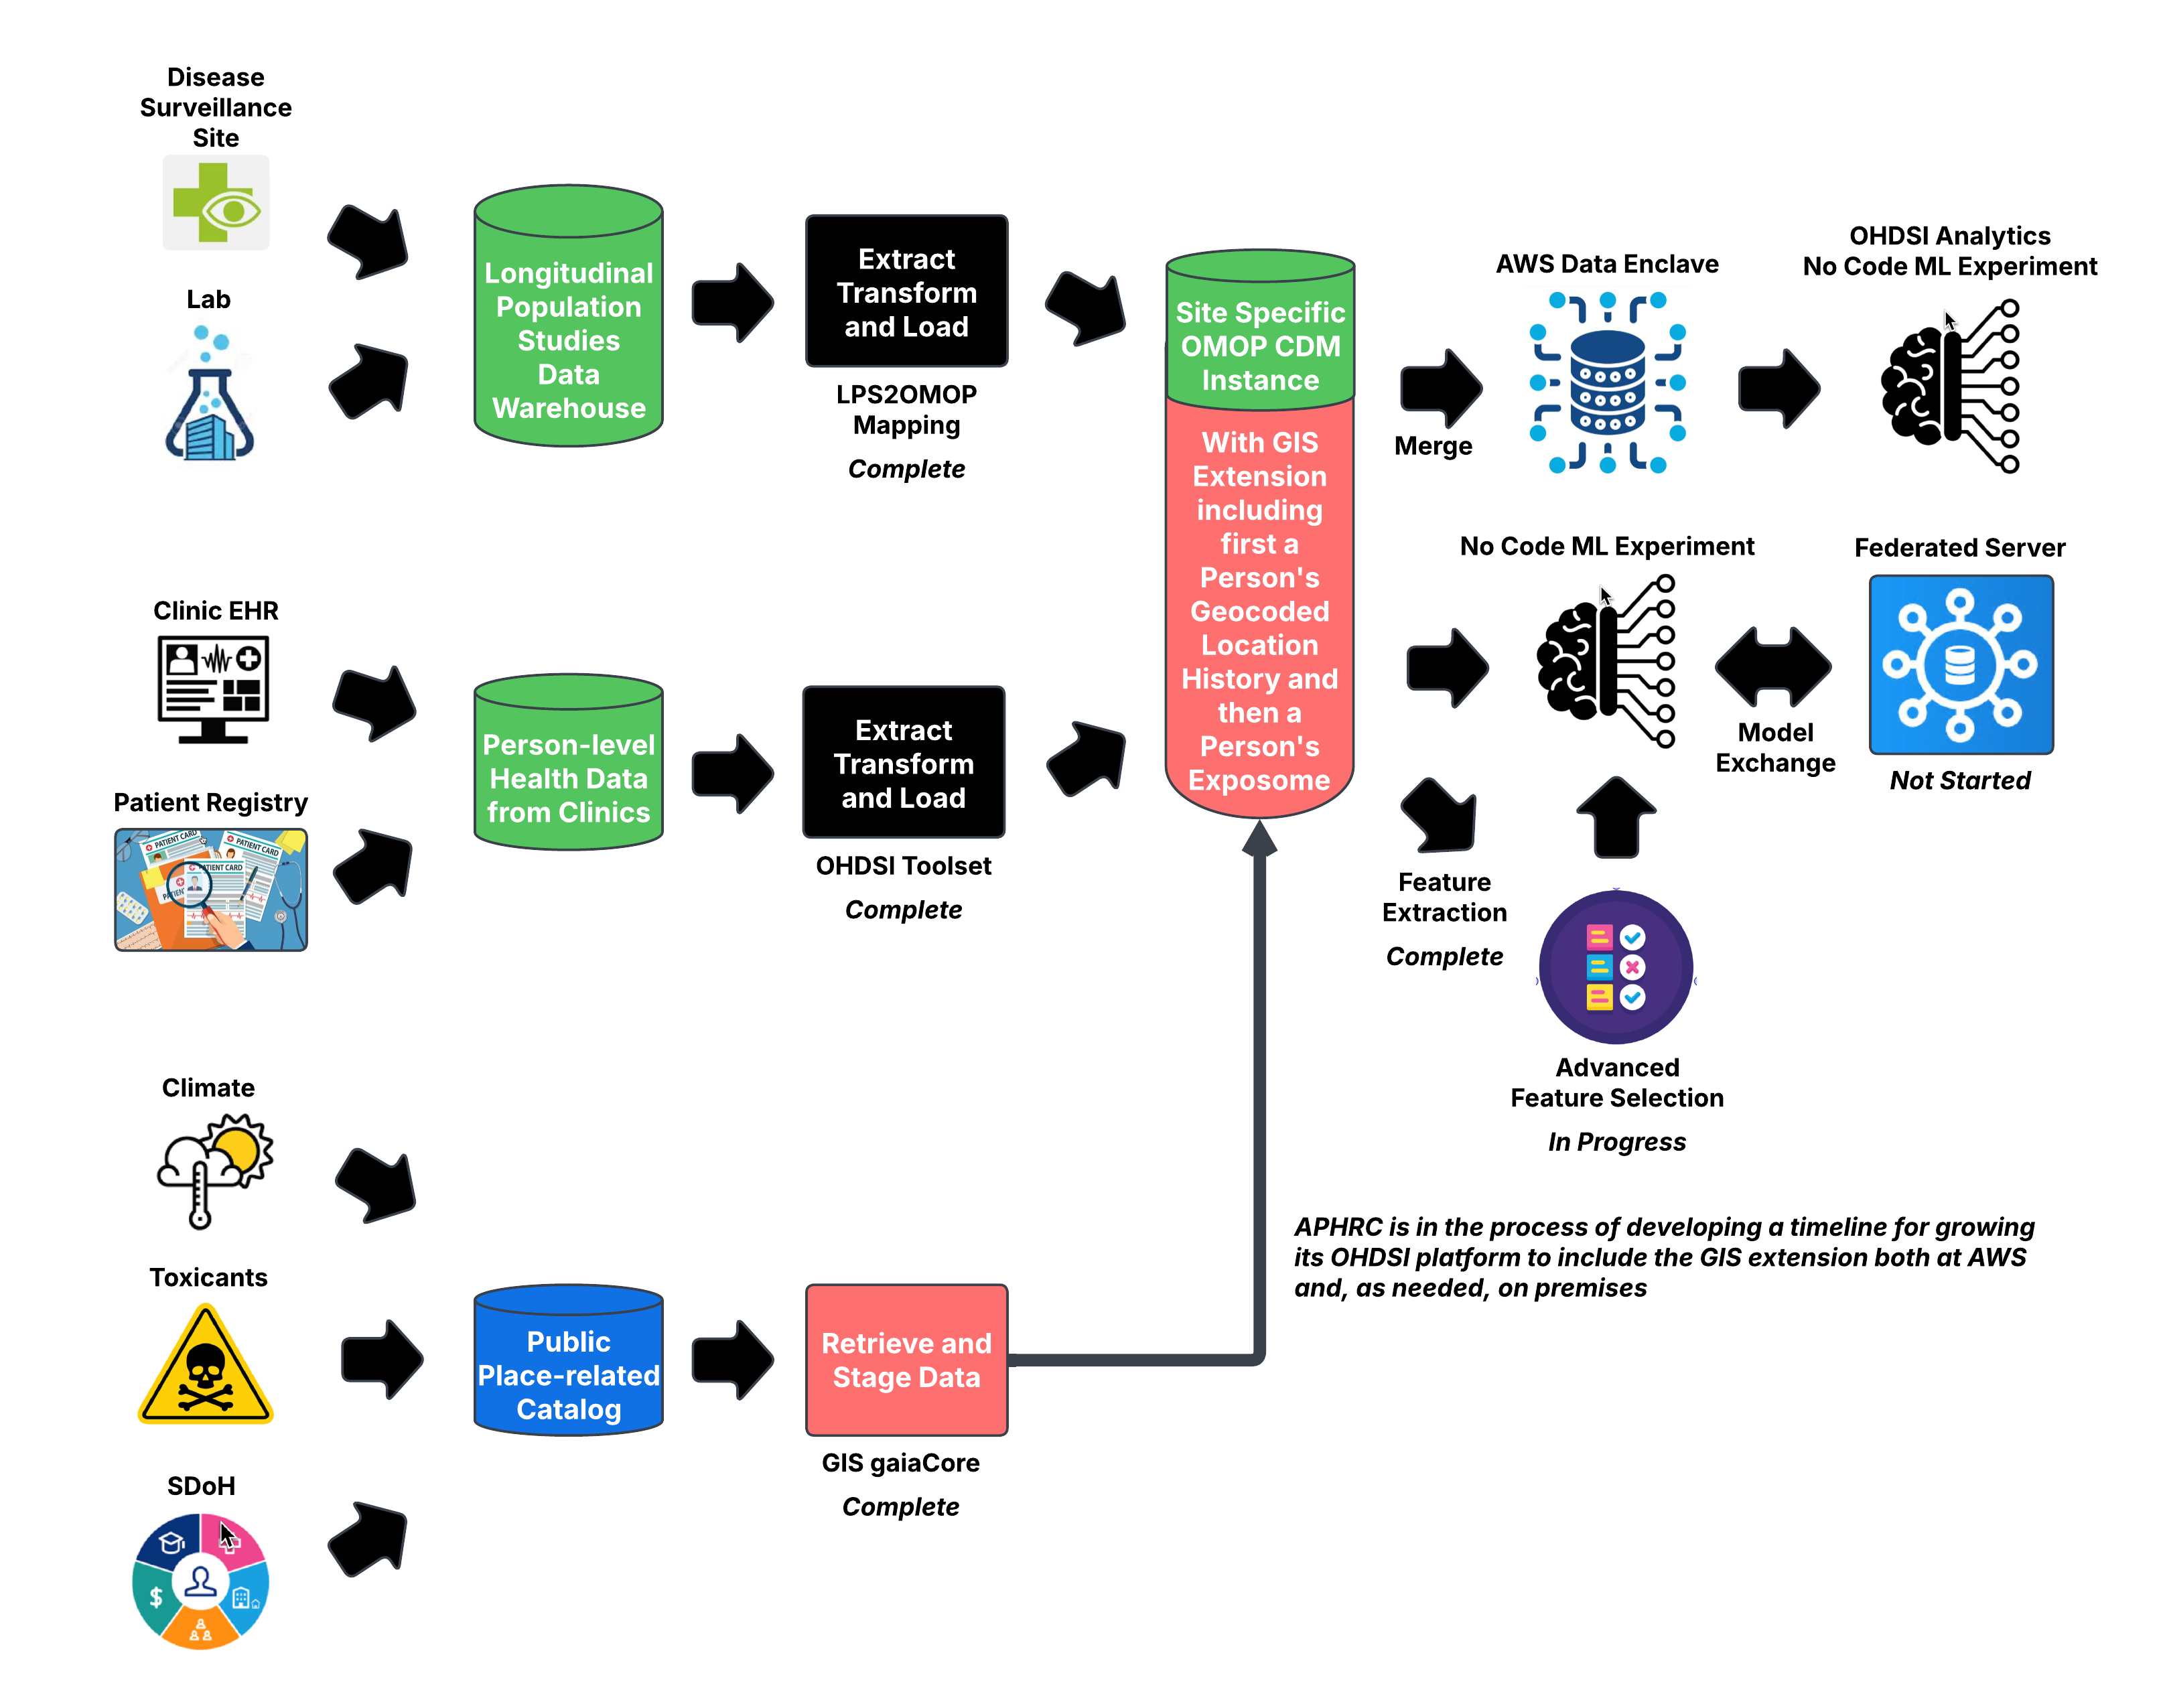 Disease
Surveillance
Site
Lab
Longitudinal
Population
Studies
Data
Warehouse
Extract
Transform
and Load
LPS2OMOP
Mapping
Complete
Site Specific
OMOP CDM
Instance
With GIS
Extension
including
first a
Person's
Geocoded
Location
History and
then a
Person's
Exposome
Merge
AWS Data Enclave
OHDSI Analytics
No Code ML Experiment
No Code ML Experiment
Federated Server
Model
Exchange
Not Started
Clinic EHR
Patient Registry
PATIENT CARD
PATIENT CARD
PATIENT CARD
Person-level
Health Data
from Clinics
Extract
Transform
and Load
OHDSI Toolset
Complete
Feature
Extraction
Complete
Advanced
Feature Selection
In Progress
Climate
Toxicants
SDoH
$
Public
Place-related
Catalog
Retrieve and
Stage Data
GIS gaiaCore
Complete
APHRC is in the process of developing a timeline for growing
its OHDSI platform to include the GIS extension both at AWS
and, as needed, on premises